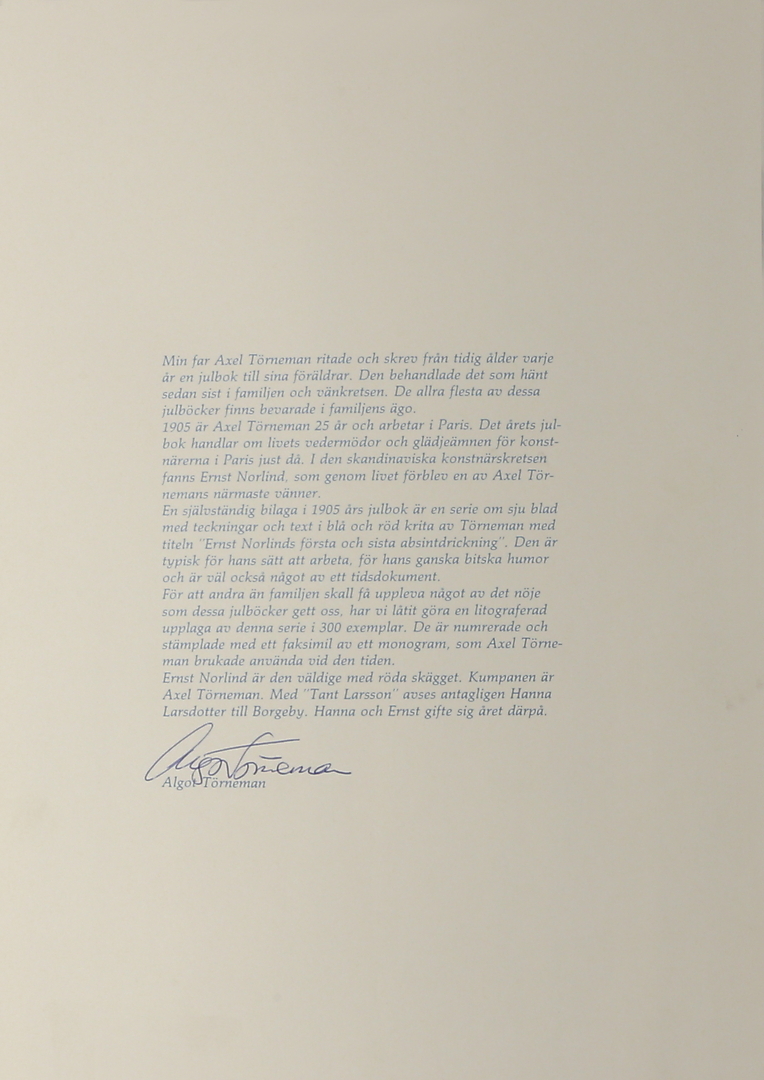 Min far Axel Törneman ritade och skrev från tidig ålder varje
år en julbok till sina föräldrar. Den behandlade det som hänt
sedan sist i familjen och vänkretsen. De allra flesta av dessa
julböcker finns bevarade i familjens ägo.
1905 är Axel Törneman 25 år och arbetar i Paris. Det årets jul-
bok handlar om livets vedermödor och glädjeämnen för konst-
närerna i Paris just då. I den skandinaviska konstnärskretsen
fanns Ernst Norlind, som genom livet förblev en av Axel Tör-
nemans närmaste vänner.
En självständig bilaga i 1905 års julbok är en serie om sju blad
med teckningar och text i blå och röd krita av Törneman med
titeln "Ernst Norlinds första och sista absintdrickning". Den är
typisk för hans sätt att arbeta, för hans ganska bitska humor
och är väl också något av ett tidsdokument.
För att andra än familjen skall få uppleva något av det nöje
som dessa julböcker gett oss, har vi låtit göra en litograferad
upplaga av denna serie i 300 exemplar. De är numrerade och
stämplade med ett faksimil av ett monogram, som Axel Törne-
man brukade använda vid den tiden.
Ernst Norlind är den väldige med röda skägget. Kumpanen är
Axel Törneman. Med "Tant Larsson" avses antagligen Hanna
Larsdotter till Borgeby. Hanna och Ernst gifte sig året därpå.
Algot Törneman
Algot Törneman